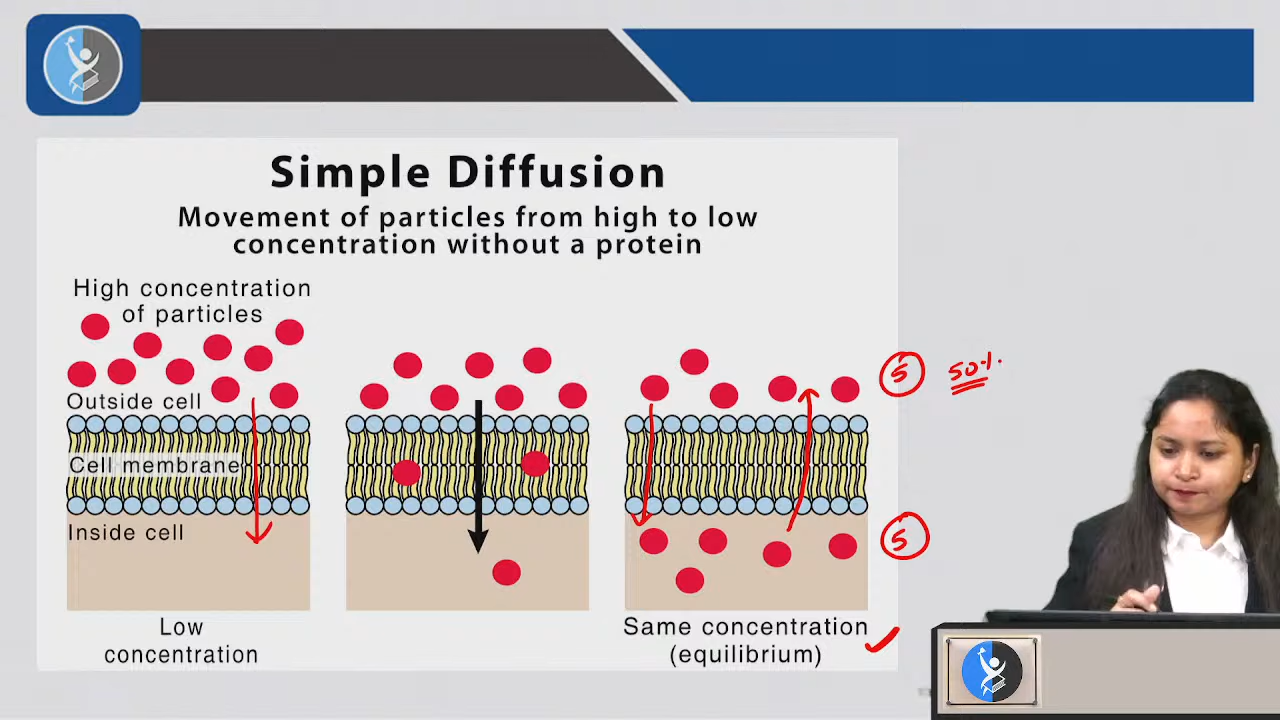 Simple Diffusion
Movement of particles from high to low
concentration without a protein
High concentration
of particles
Outside cell
Cell membrane
Inside cell
Low
concentration
5
50%
5
Same concentration
(equilibrium)